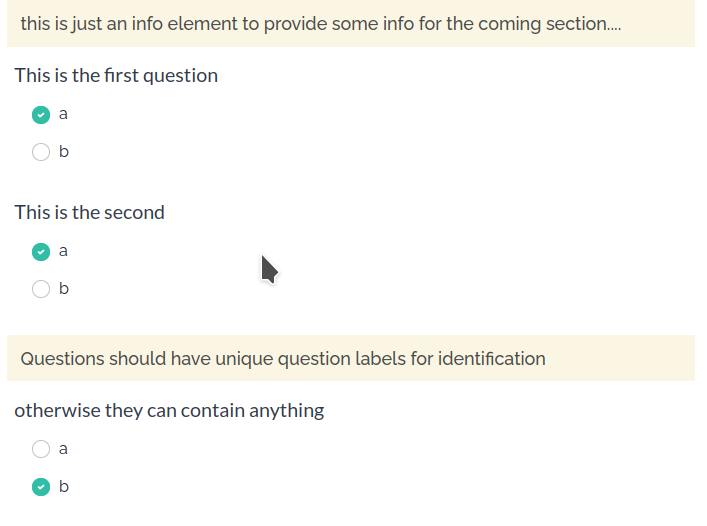 this is just an info element to provide some info for the coming section....
This is the first question
a
b
This is the second
a
b
Questions should have unique question labels for identification
otherwise they can contain anything
a
b